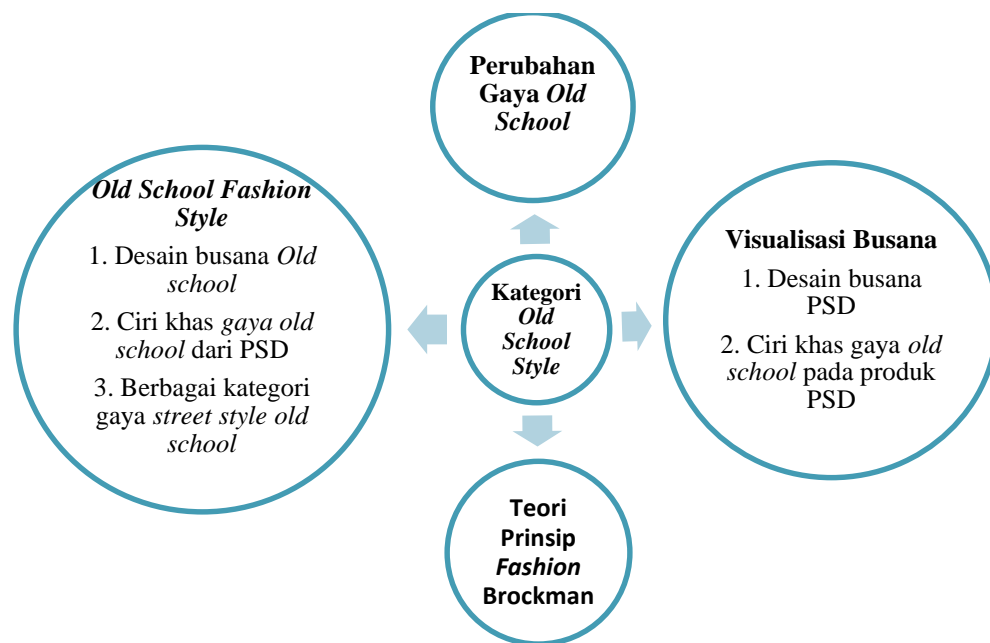 Perubahan
Gaya Old
School
Old School Fashion
Style
1. Desain busana Old
school
2. Ciri khas gaya old
school dari PSD
3. Berbagai kategori
gaya street style old
school
Kategori
Old
School
Style
Visualisasi Busana
1. Desain busana
PSD
2. Ciri khas gaya old
school pada produk
PSD
Teori
Prinsip
Fashion
Brockman